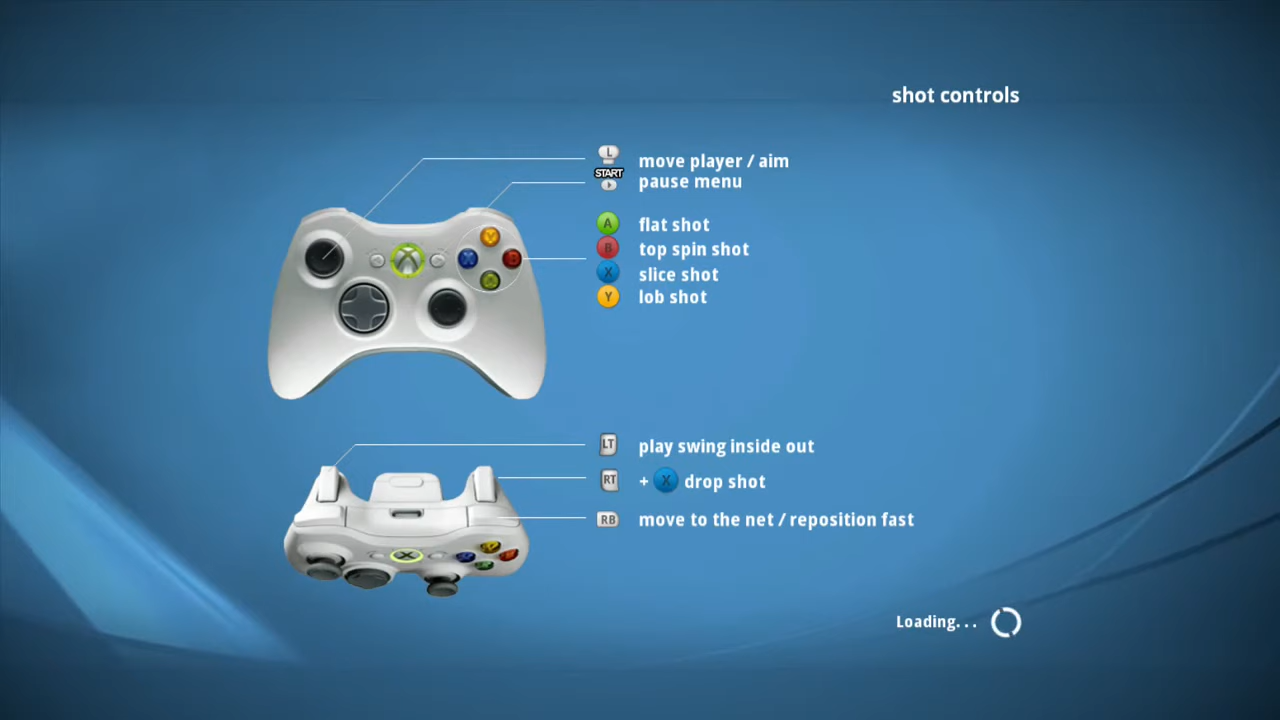 shot controls
L move player / aim
START pause menu
A flat shot
B top spin shot
X slice shot
Y lob shot
LT play swing inside out
RT + X drop shot
RB move to the net / reposition fast
Loading...